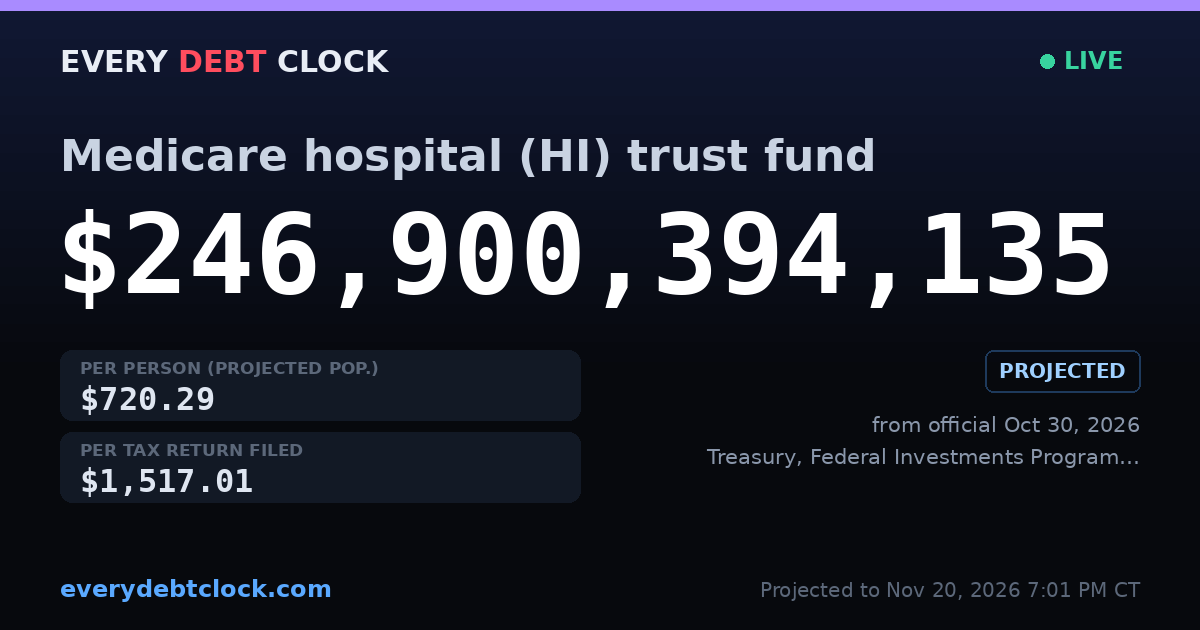 EVERY DEBT CLOCK
LIVE
Medicare hospital (HI) trust fund
$246,900,394,135
PER PERSON (PROJECTED POP.)
$720.29
PER TAX RETURN FILED
$1,517.01
PROJECTED
from official Oct 30, 2026
Treasury, Federal Investments Program…
everydebtclock.com
Projected to Nov 20, 2026 7:01 PM CT